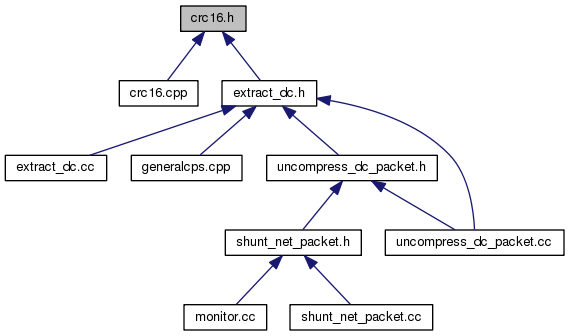 crc16.h
crc16.cpp
extract_dc.h
extract_dc.cc
generalcps.cpp
uncompress_dc_packet.h
shunt_net_packet.h
uncompress_dc_packet.cc
monitor.cc
shunt_net_packet.cc